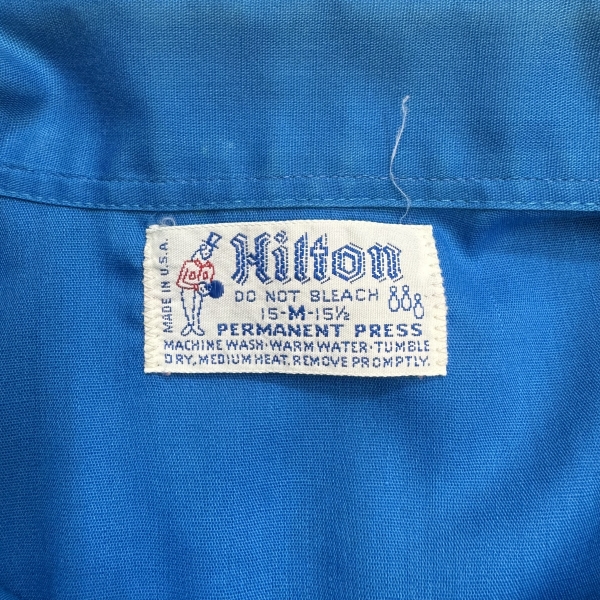 MADE IN U.S.A.
Hilton
DO NOT BLEACH
15-M-15½
PERMANENT PRESS
MACHINE WASH·WARM WATER·TUMBLE
DRY, MEDIUM HEAT, REMOVE PROMPTLY.